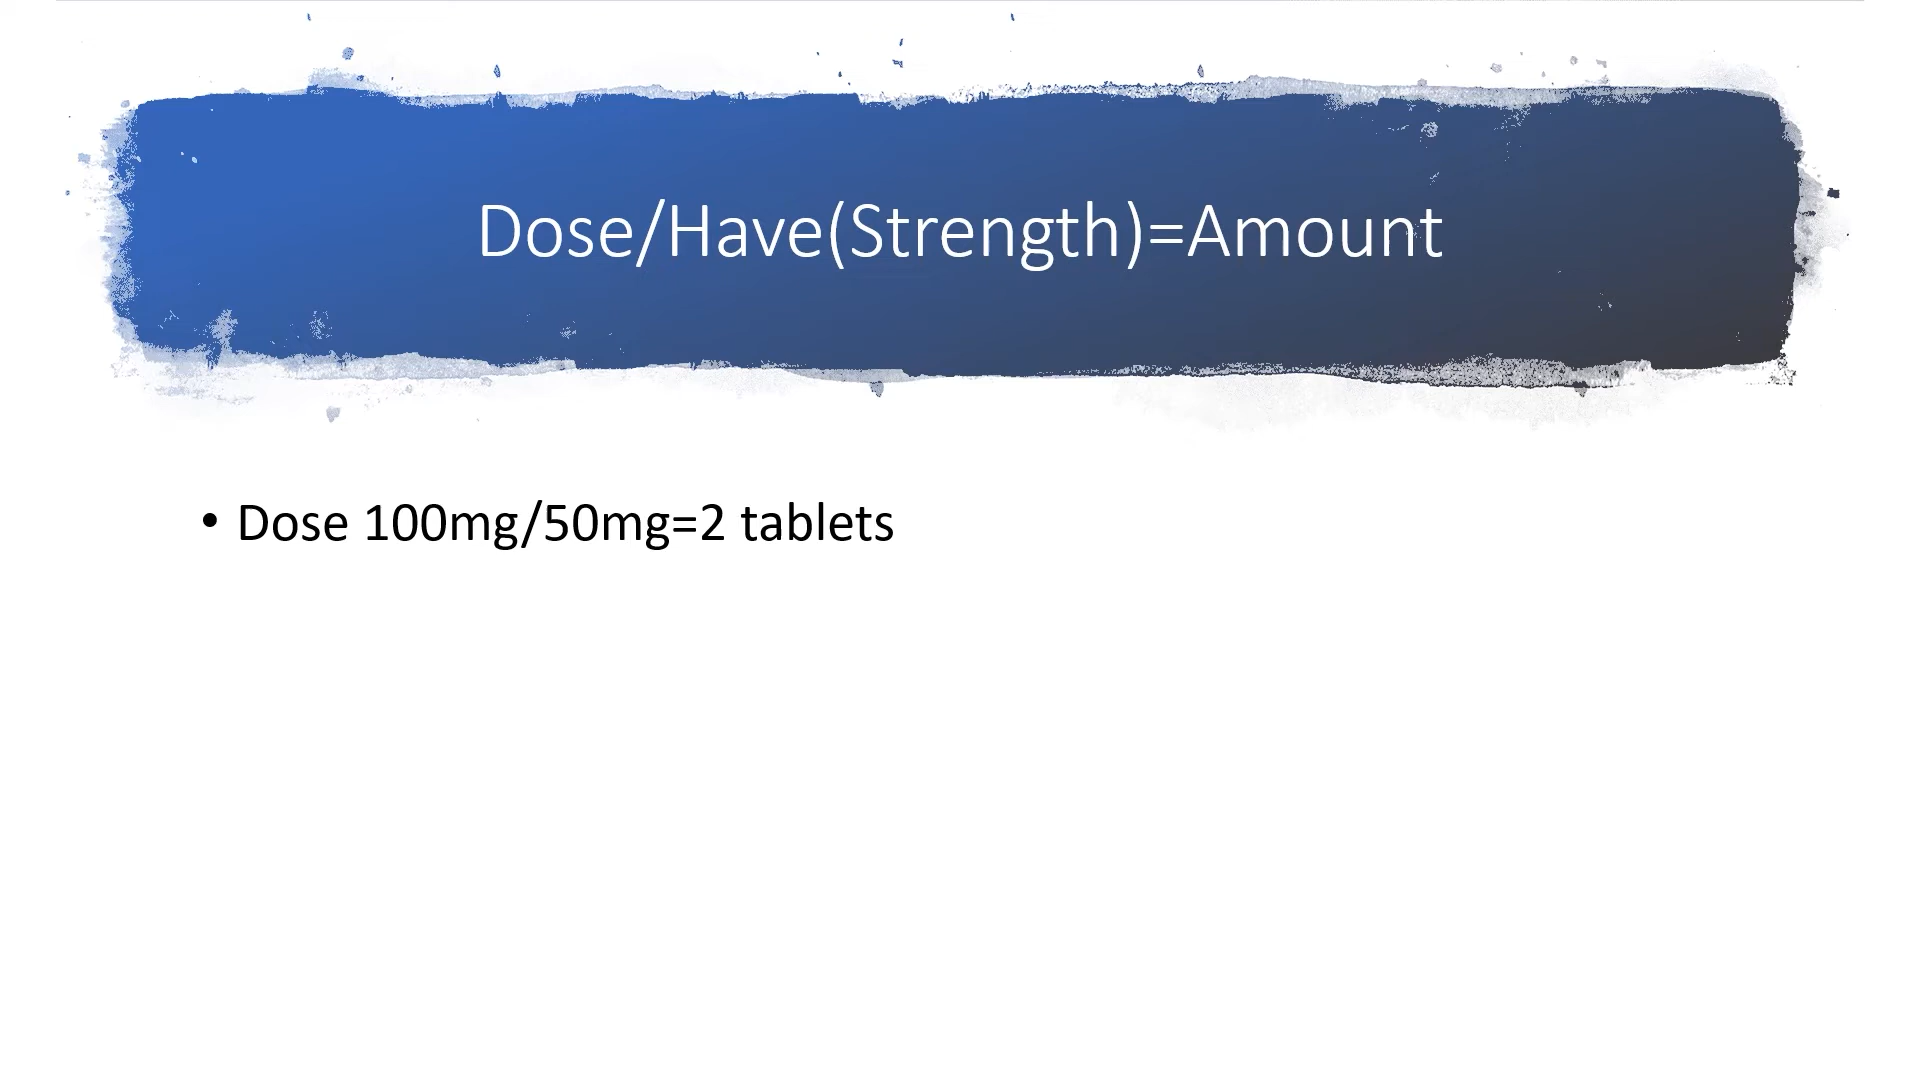 Dose/Have(Strength)=Amount
• Dose 100mg/50mg=2 tablets